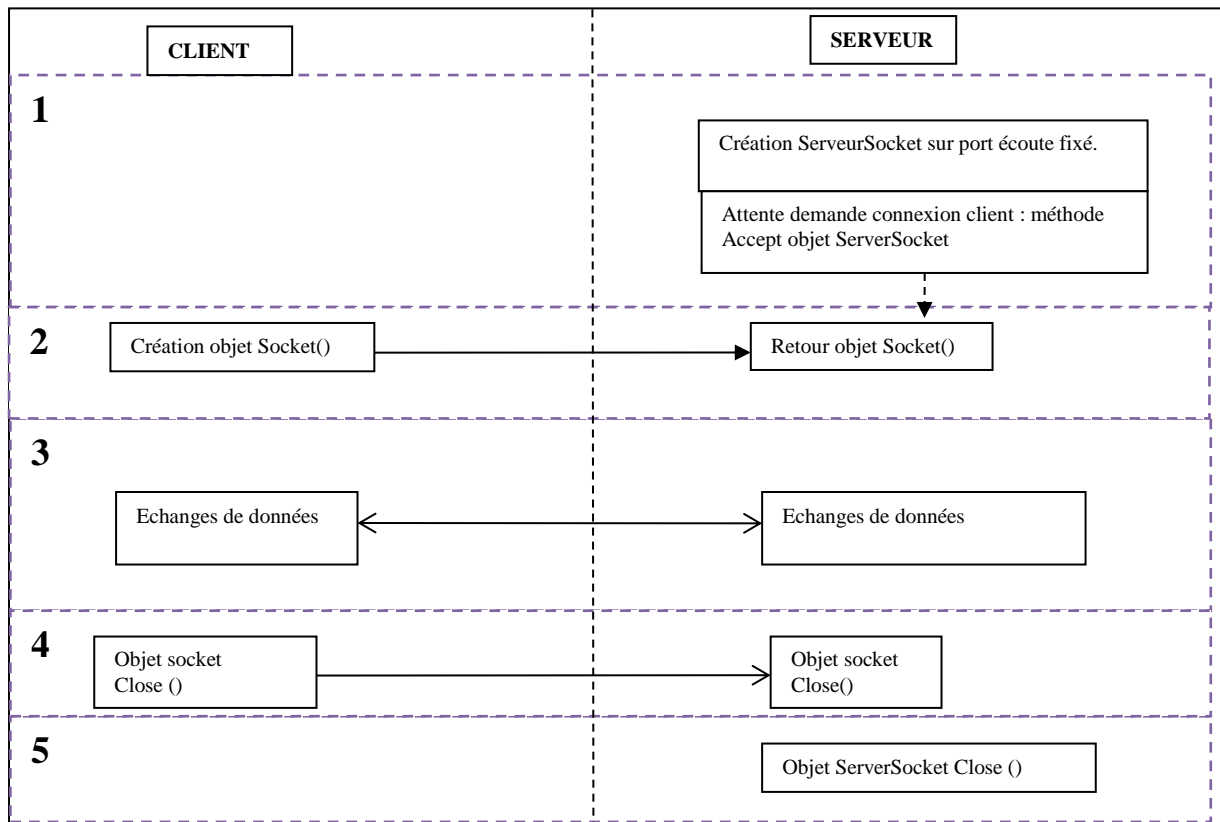 CLIENT
SERVEUR
1
Création ServeurSocket sur port écoute fixé.
Attente demande connexion client : méthode
Accept objet ServerSocket
2
Création objet Socket()
Retour objet Socket()
3
Echanges de données
Echanges de données
4
Objet socket
Close ()
Objet socket
Close()
5
Objet ServerSocket Close ()